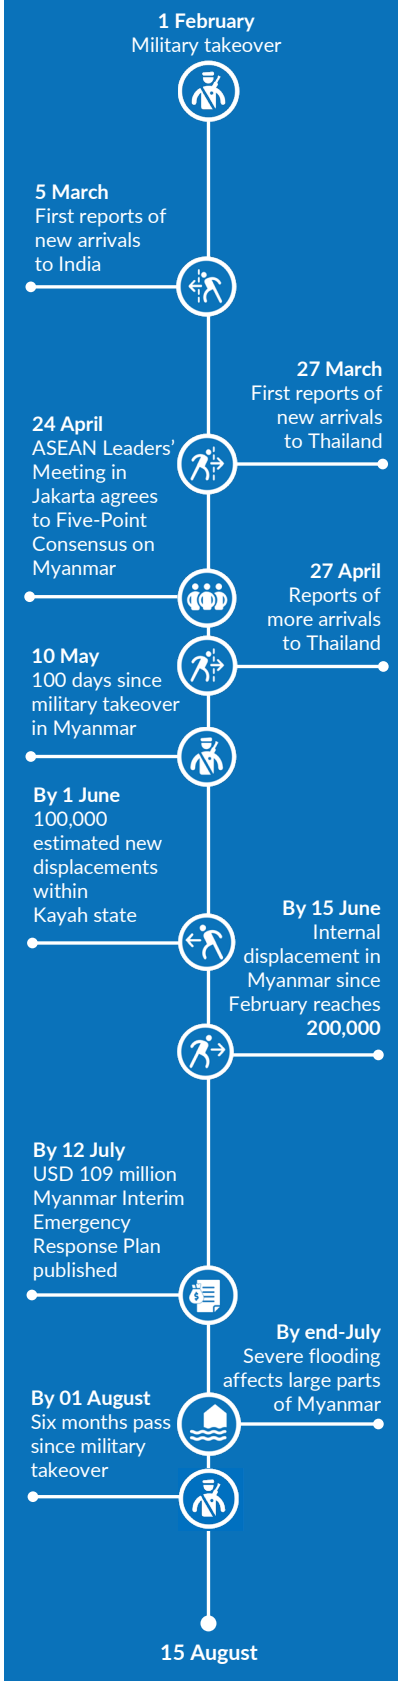 1 February
Military takeover
5 March
First reports of
new arrivals
to India
27 March
First reports of
new arrivals
to Thailand
24 April
ASEAN Leaders'
Meeting in
Jakarta agrees
to Five-Point
Consensus on
Myanmar
27 April
Reports of
more arrivals
to Thailand
10 May
100 days since
military takeover
in Myanmar
By 1 June
100,000
estimated new
displacements
within
Kayah state
By 15 June
Internal
displacement in
Myanmar since
February reaches
200,000
By 12 July
USD 109 million
Myanmar Interim
Emergency
Response Plan
published
$
By end-July
Severe flooding
affects large parts
of Myanmar
By 01 August
Six months pass
since military
takeover
15 August